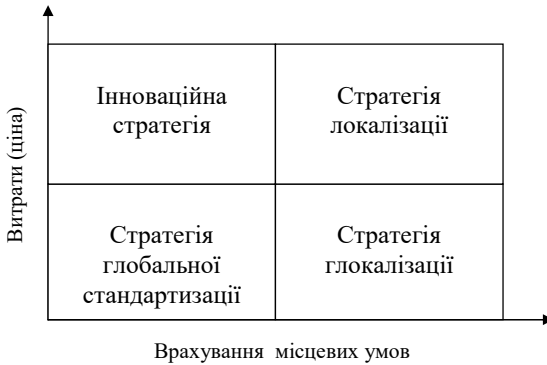 Витрати (ціна)
Інноваційна
стратегія
Стратегія
локалізації
Стратегія
глобальної
стандартизації
Стратегія
глокалізації
Врахування місцевих умов